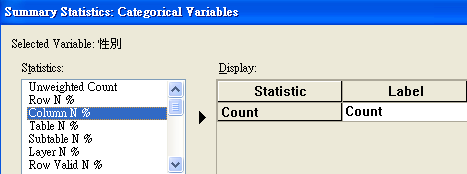 Summary Statistics: Categorical Variables
Selected Variable: 性別
Statistics:
Display:
Unweighted Count
Row N %
Column N %
Table N %
Subtable N %
Layer N %
Row Valid N %
Statistic Label
Count Count